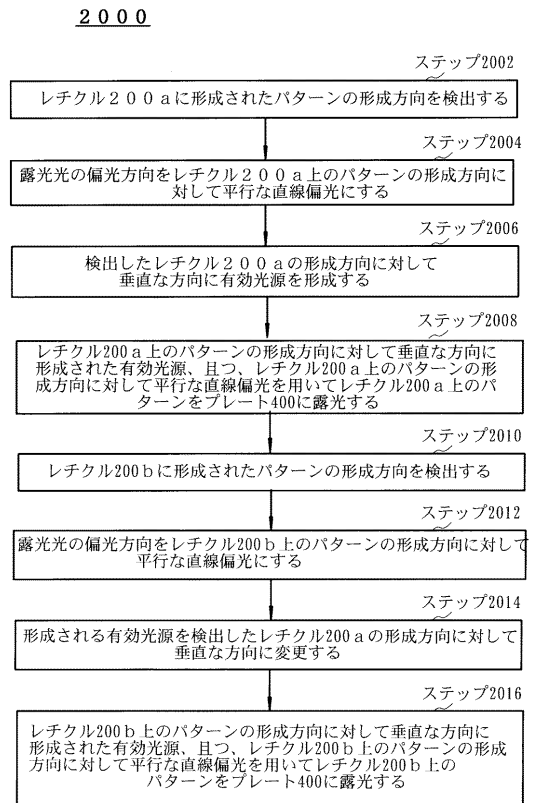 ２０００
ステップ2002
レチクル２００ａに形成されたパターンの形成方向を検出する
ステップ2004
露光光の偏光方向をレチクル２００ａ上のパターンの形成方向に
対して平行な直線偏光にする
ステップ2006
検出したレチクル２００ａの形成方向に対して
垂直な方向に有効光源を形成する
ステップ2008
レチクル200ａ上のパターンの形成方向に対して垂直な方向に
形成された有効光源、且つ、レチクル200ａ上のパターンの形
成方向に対して平行な直線偏光を用いてレチクル200ａ上のパ
ターンをプレート400に露光する
ステップ2010
レチクル200ｂに形成されたパターンの形成方向を検出する
ステップ2012
露光光の偏光方向をレチクル200ｂ上のパターンの形成方向に対して
平行な直線偏光にする
ステップ2014
形成される有効光源を検出したレチクル200ａの形成方向に対して
垂直な方向に変更する
ステップ2016
レチクル200ｂ上のパターンの形成方向に対して垂直な方向に
形成された有効光源、且つ、レチクル200ｂ上のパターンの形成
方向に対して平行な直線偏光を用いてレチクル200ｂ上の
パターンをプレート400に露光する